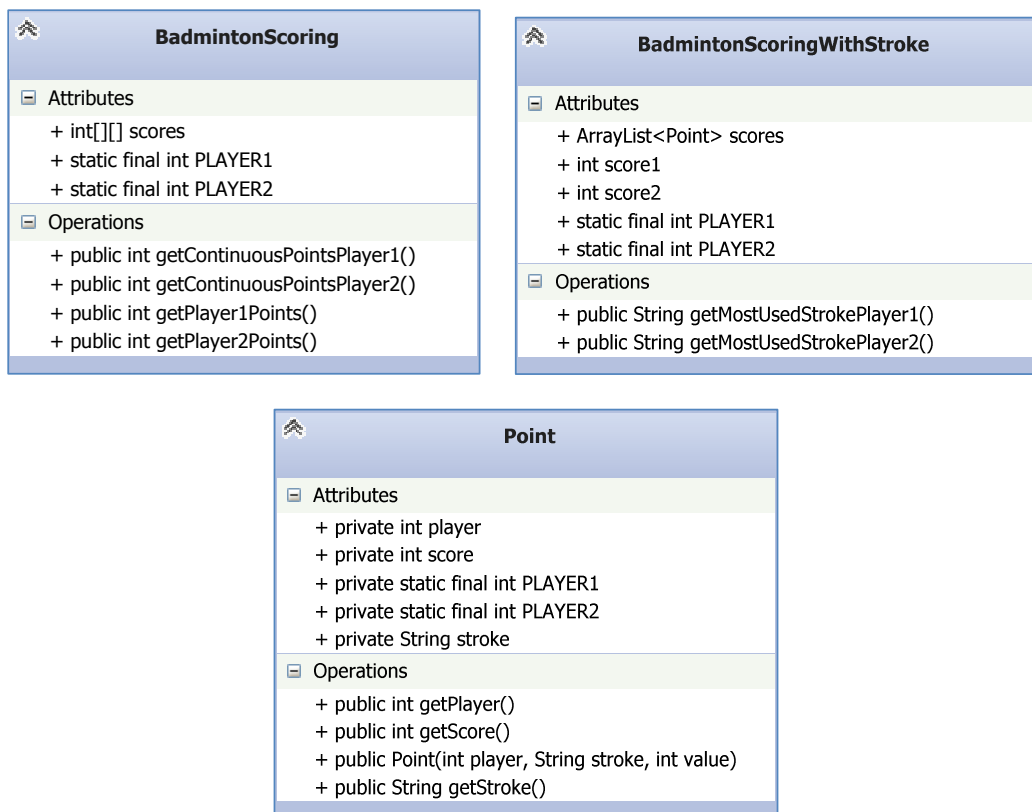 BadmintonScoring
Attributes
+ int[][] scores
+ static final int PLAYER1
+ static final int PLAYER2
Operations
+ public int getContinuousPointsPlayer1()
+ public int getContinuousPointsPlayer2()
+ public int getPlayer1Points()
+ public int getPlayer2Points()
BadmintonScoringWithStroke
Attributes
+ ArrayList<Point> scores
+ int score1
+ int score2
+ static final int PLAYER1
+ static final int PLAYER2
Operations
+ public String getMostUsedStrokePlayer1()
+ public String getMostUsedStrokePlayer2()
Point
Attributes
+ private int player
+ private int score
+ private static final int PLAYER1
+ private static final int PLAYER2
+ private String stroke
Operations
+ public int getPlayer()
+ public int getScore()
+ public Point(int player, String stroke, int value)
+ public String getStroke()